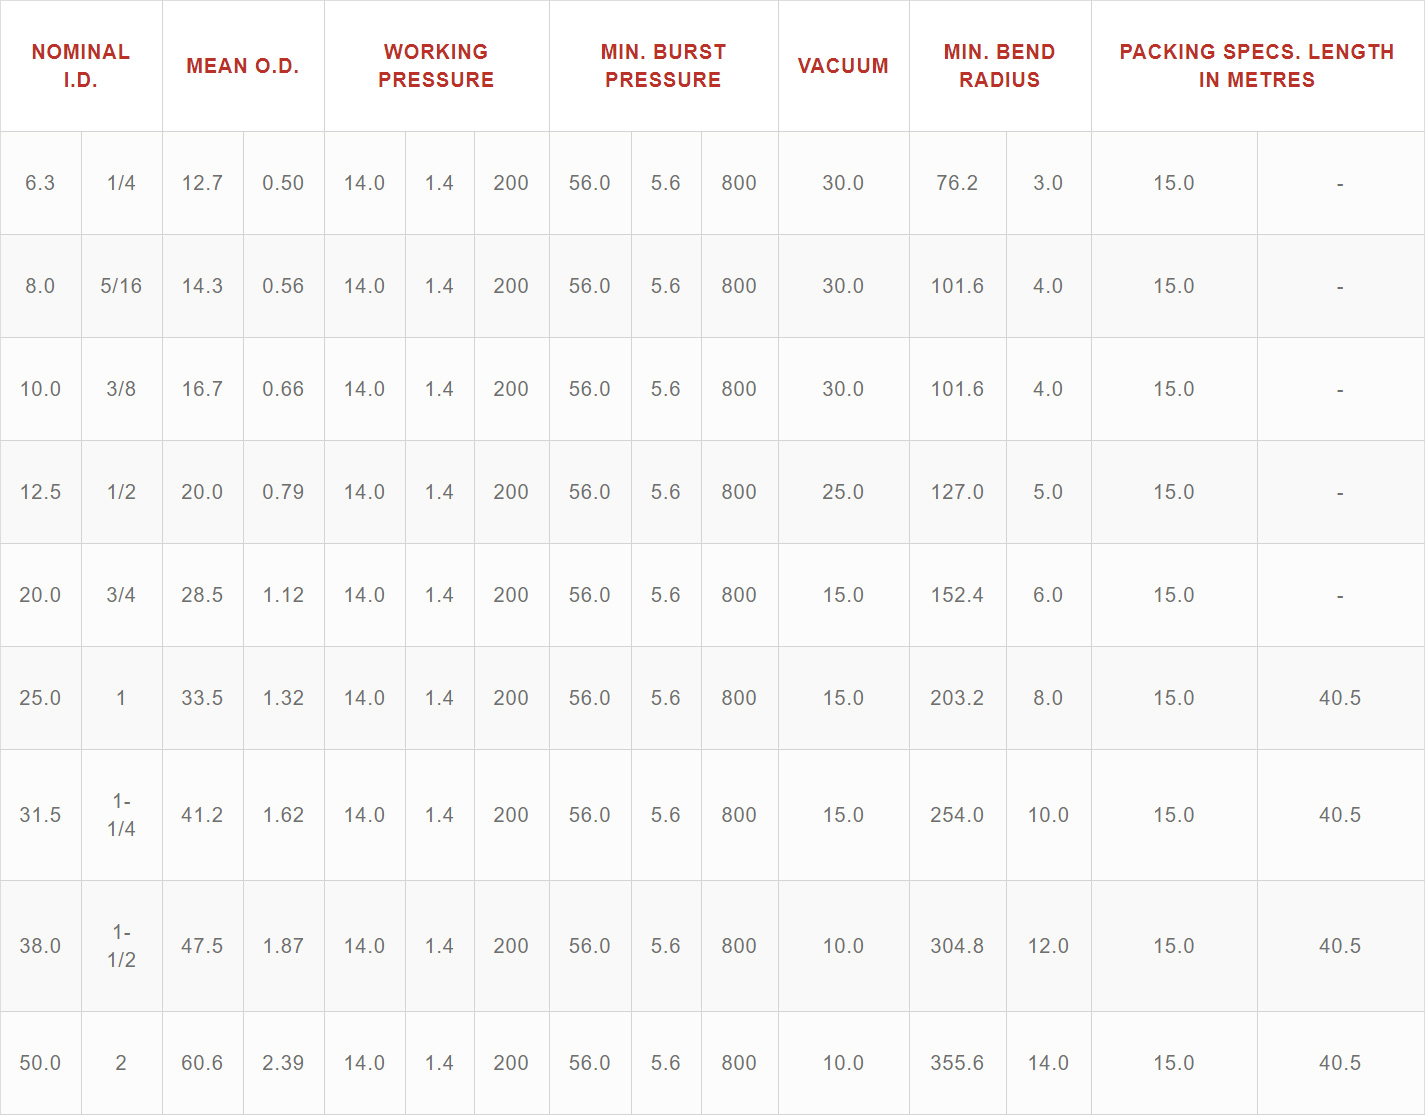 NOMINAL I.D. MEAN O.D. WORKING PRESSURE MIN. BURST PRESSURE VACUUM MIN. BEND RADIUS PACKING SPECS. LENGTH IN METRES
6.3 1/4 12.7 0.50 14.0 1.4 200 56.0 5.6 800 30.0 76.2 3.0 15.0 -
8.0 5/16 14.3 0.56 14.0 1.4 200 56.0 5.6 800 30.0 101.6 4.0 15.0 -
10.0 3/8 16.7 0.66 14.0 1.4 200 56.0 5.6 800 30.0 101.6 4.0 15.0 -
12.5 1/2 20.0 0.79 14.0 1.4 200 56.0 5.6 800 25.0 127.0 5.0 15.0 -
20.0 3/4 28.5 1.12 14.0 1.4 200 56.0 5.6 800 15.0 152.4 6.0 15.0 -
25.0 1 33.5 1.32 14.0 1.4 200 56.0 5.6 800 15.0 203.2 8.0 15.0 40.5
31.5 1-1/4 41.2 1.62 14.0 1.4 200 56.0 5.6 800 15.0 254.0 10.0 15.0 40.5
38.0 1-1/2 47.5 1.87 14.0 1.4 200 56.0 5.6 800 10.0 304.8 12.0 15.0 40.5
50.0 2 60.6 2.39 14.0 1.4 200 56.0 5.6 800 10.0 355.6 14.0 15.0 40.5